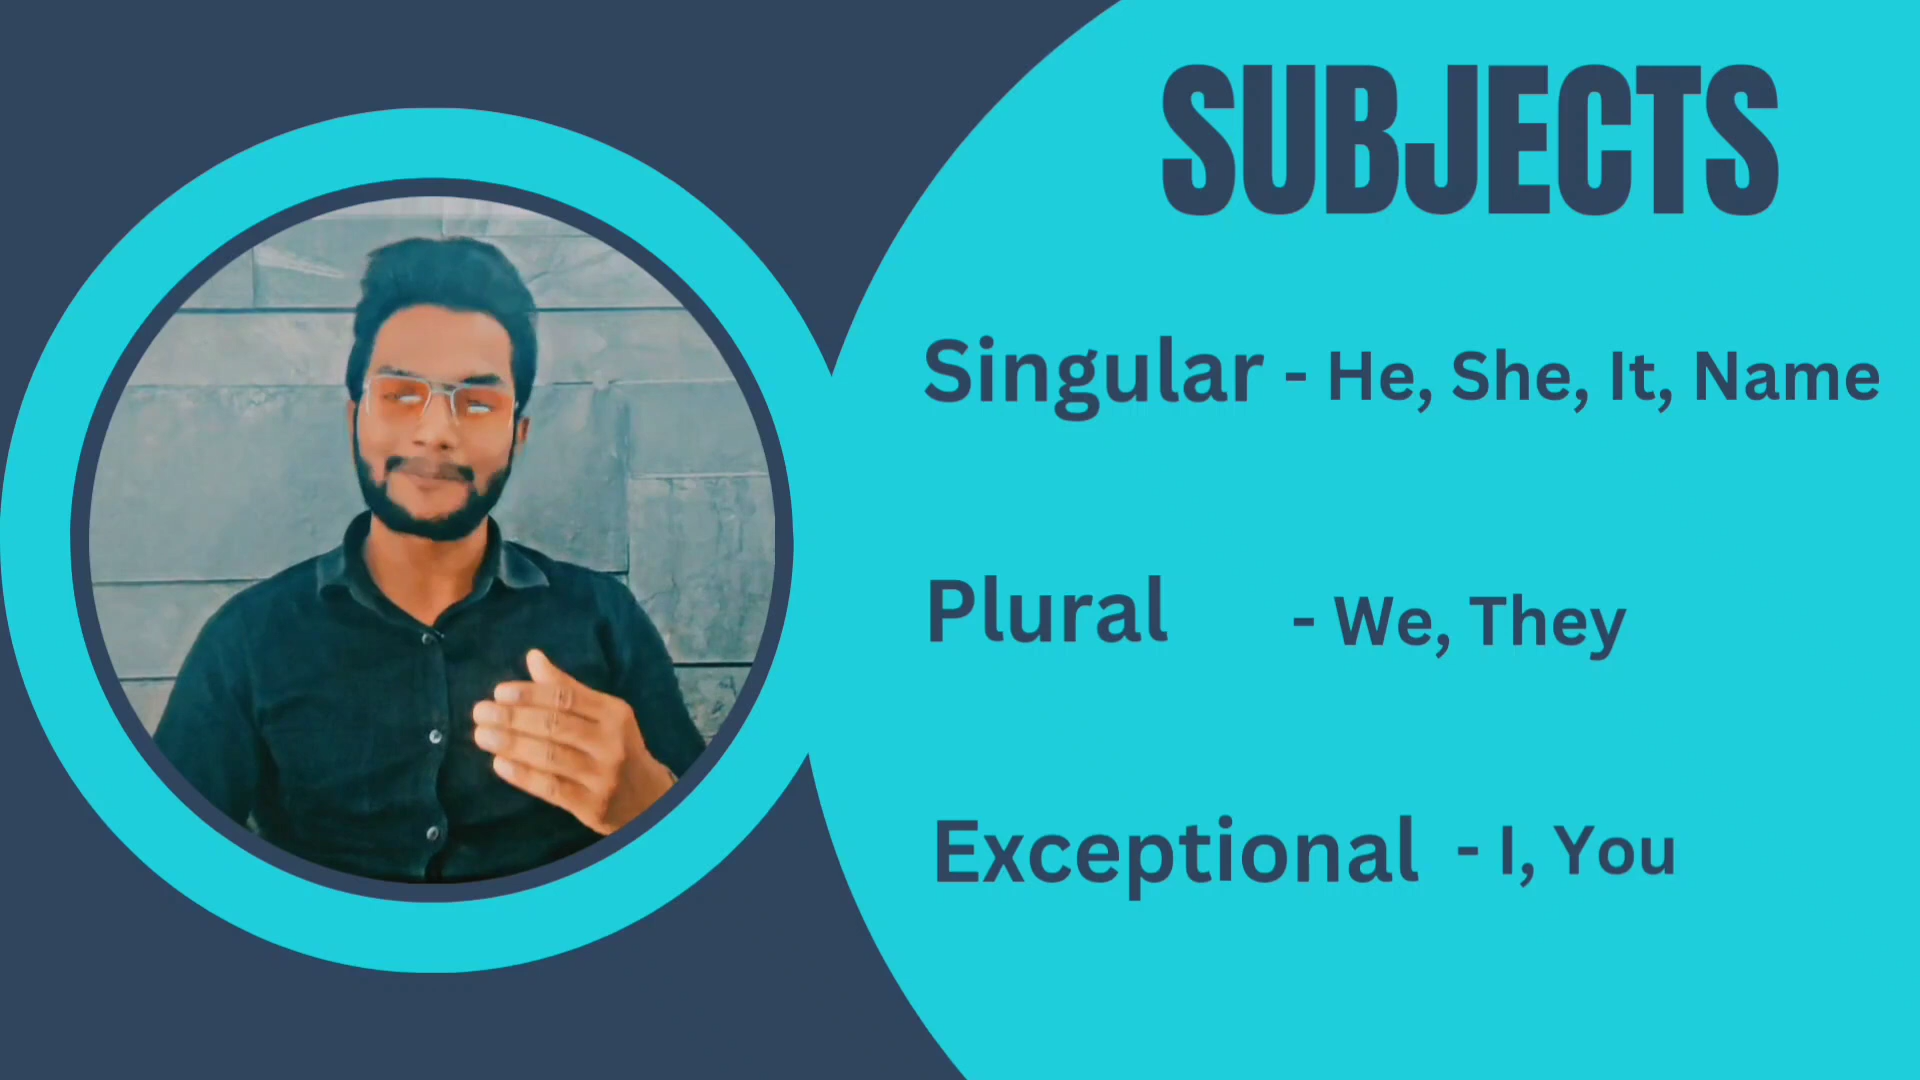 SUBJECTS
Singular - He, She, It, Name
Plural - We, They
Exceptional - I, You